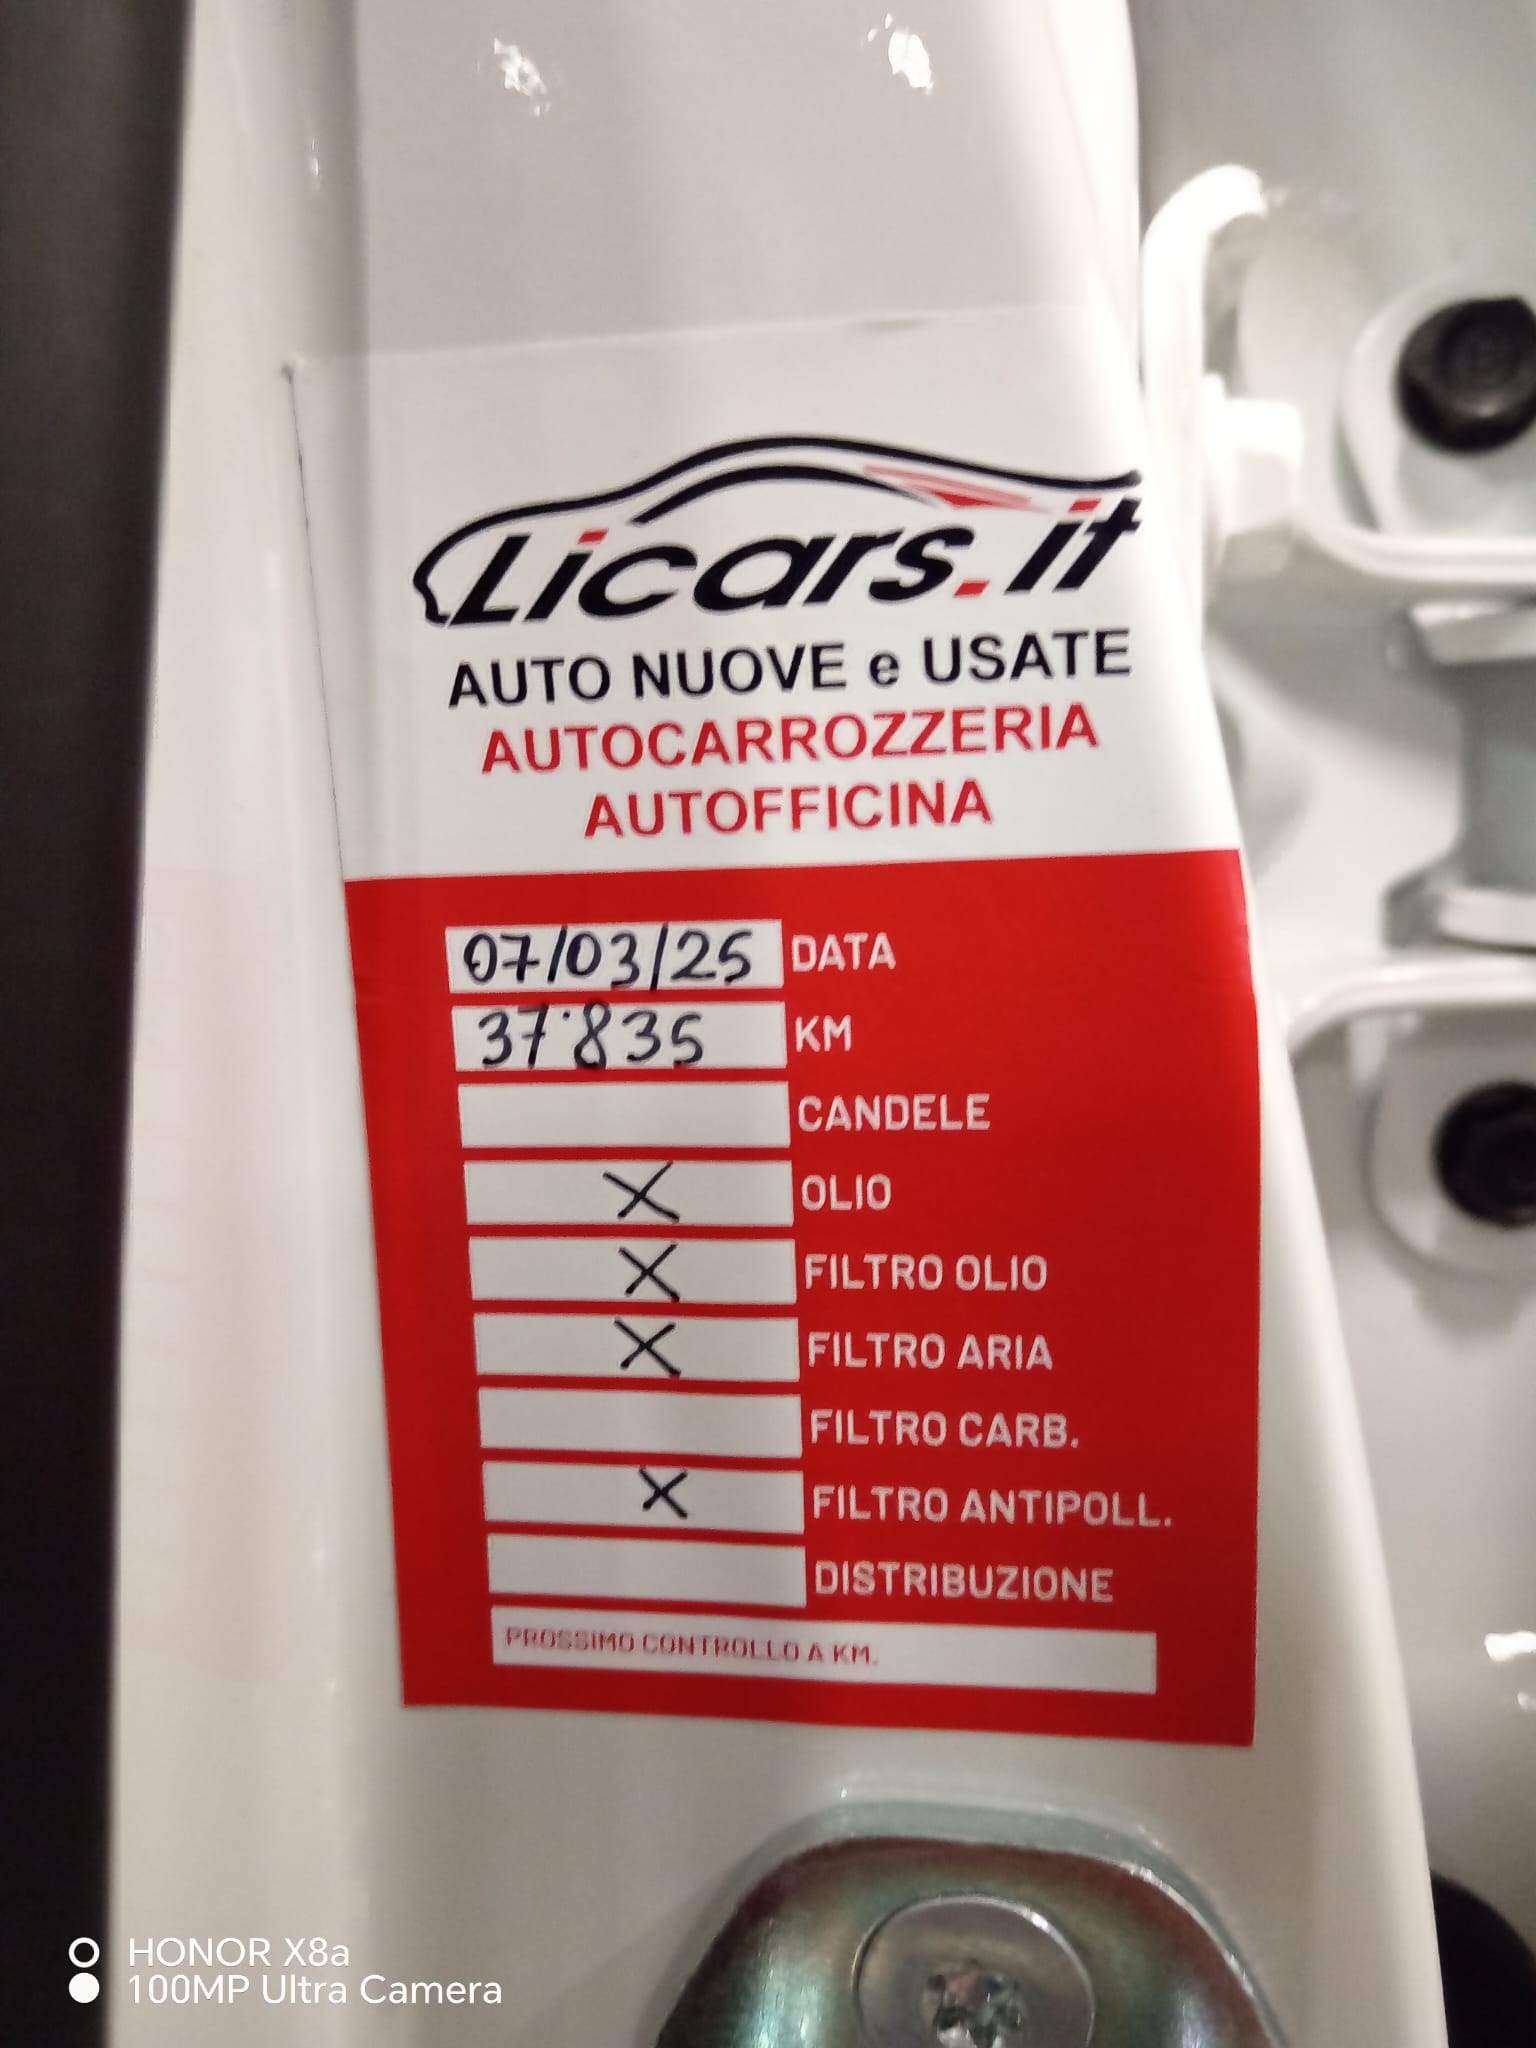 Licars.it
AUTO NUOVE e USATE
AUTOCARROZZERIA
AUTOFFICINA
07/03/25 DATA
37'835 KM
CANDELE
X OLIO
X FILTRO OLIO
X FILTRO ARIA
FILTRO CARB.
X FILTRO ANTIPOLL.
DISTRIBUZIONE
PROSSIMO CONTROLLO A KM.
HONOR X8a
100MP Ultra Camera